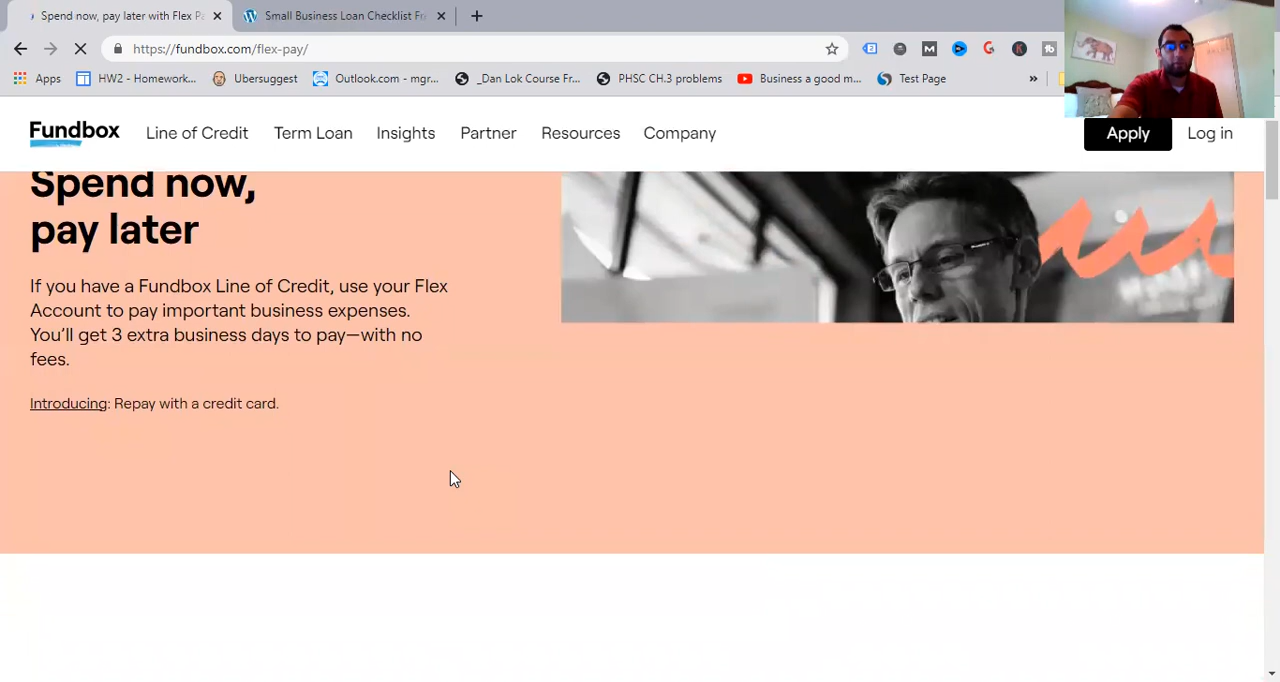 Spend now, pay later with Flex P
Small Business Loan Checklist Fr
https://fundbox.com/flex-pay/
Apps
HW2 - Homework...
Ubersuggest
Outlook.com - mgr...
_Dan Lok Course Fr...
PHSC CH.3 problems
Business a good m...
Test Page
»
Fundbox
Line of Credit
Term Loan
Insights
Partner
Resources
Company
Apply
Log in
Spend now,
pay later
If you have a Fundbox Line of Credit, use your Flex
Account to pay important business expenses.
You'll get 3 extra business days to pay—with no
fees.
Introducing: Repay with a credit card.